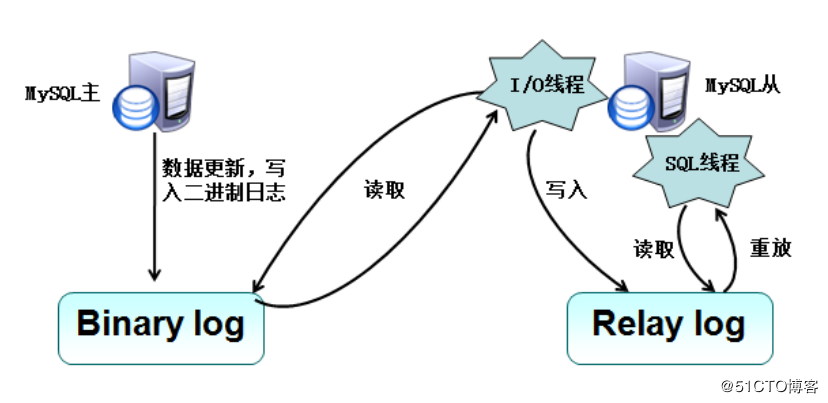 MySQL主
数据更新，写
入二进制日志
Binary log
读取
I/O线程
MySQL从
SQL线程
写入
读取
重放
Relay log
@51CTO博客